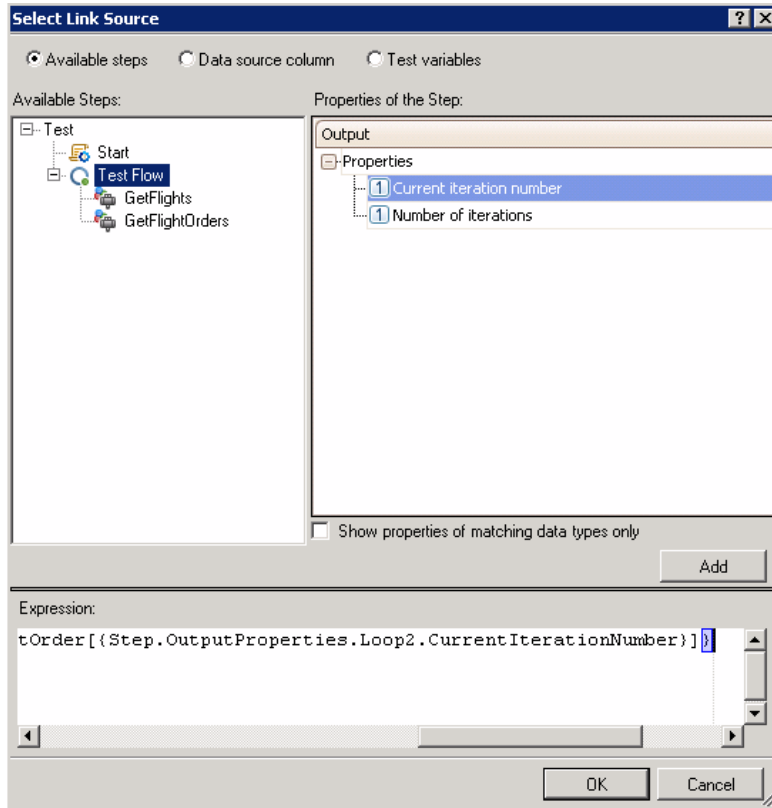 Select Link Source
Available steps Data source column Test variables
Available Steps: Properties of the Step:
Test
Start
Test Flow
GetFlights
GetFlightOrders
Output
Properties
1 Current iteration number
1 Number of iterations
Show properties of matching data types only
Add
Expression:
tOrder[{Step.OutputProperties.Loop2.CurrentIterationNumber}]}
OK Cancel